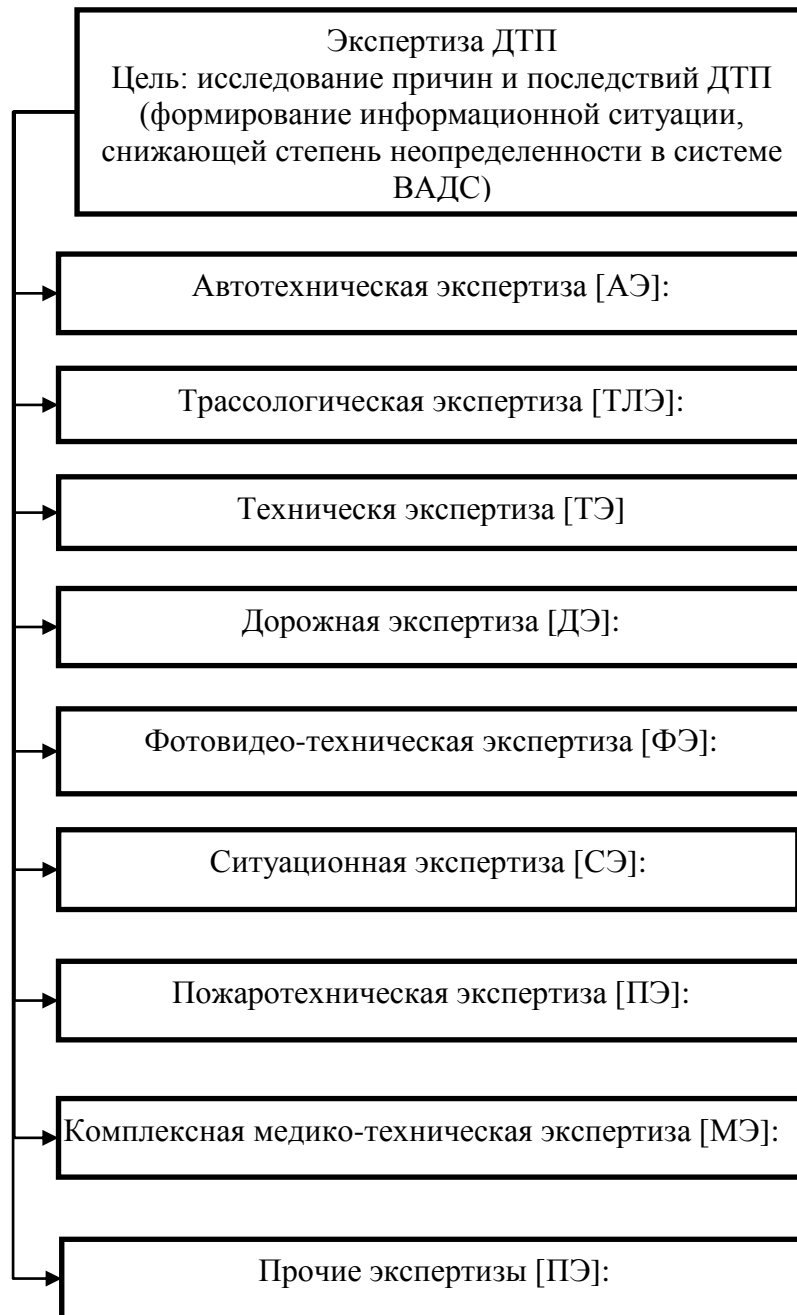 Экспертиза ДТП
Цель: исследование причин и последствий ДТП
(формирование информационной ситуации,
снижающей степень неопределенности в системе
ВАДС)
Автотехническая экспертиза [АЭ]:
Трассологическая экспертиза [ТЛЭ]:
Техническя экспертиза [ТЭ]
Дорожная экспертиза [ДЭ]:
Фотовидео-техническая экспертиза [ФЭ]:
Ситуационная экспертиза [СЭ]:
Пожаротехническая экспертиза [ПЭ]:
Комплексная медико-техническая экспертиза [МЭ]:
Прочие экспертизы [ПЭ]: